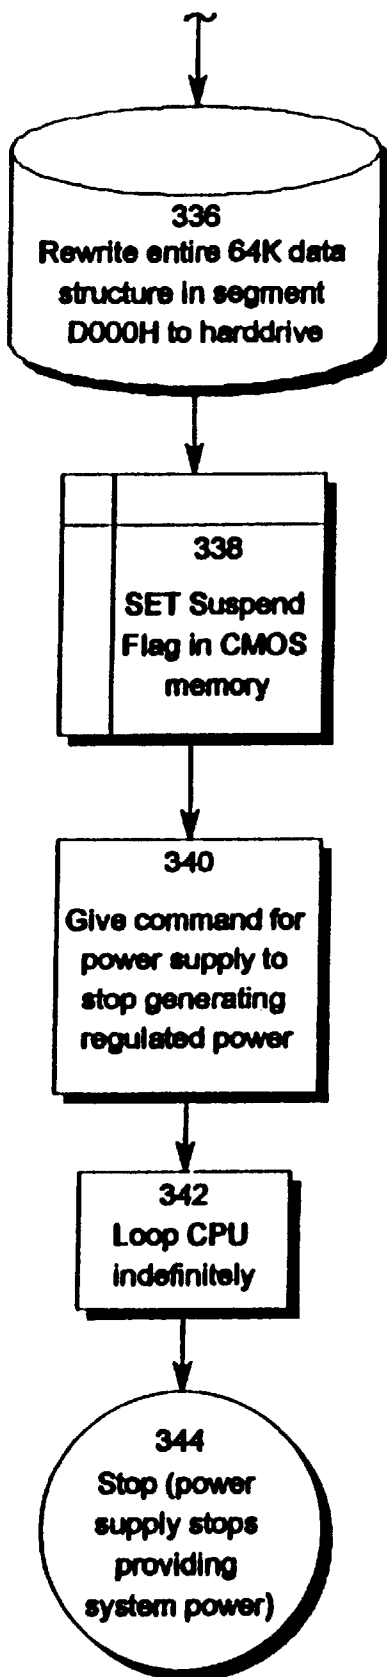 336
Rewrite entire 64K data
structure in segment
D000H to harddrive
338
SET Suspend
Flag in CMOS
memory
340
Give command for
power supply to
stop generating
regulated power
342
Loop CPU
indefinitely
344
Stop (power
supply stops
providing
system power)